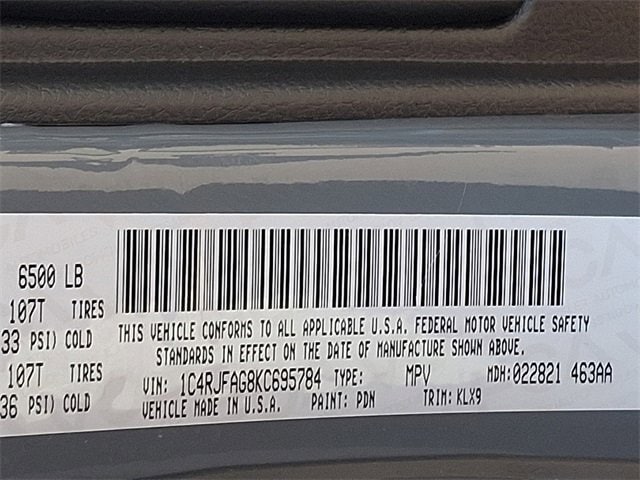 6500 LB
107T TIRES
33 PSI) COLD
107T TIRES
36 PSI) COLD
THIS VEHICLE CONFORMS TO ALL APPLICABLE U.S.A. FEDERAL MOTOR VEHICLE SAFETY
STANDARDS IN EFFECT ON THE DATE OF MANUFACTURE SHOWN ABOVE.
VIN: 1C4RJFAG8KC695784 TYPE: MPV MDH:022821 463AA
VEHICLE MADE IN U.S.A. PAINT: PDN TRIM: KLX9